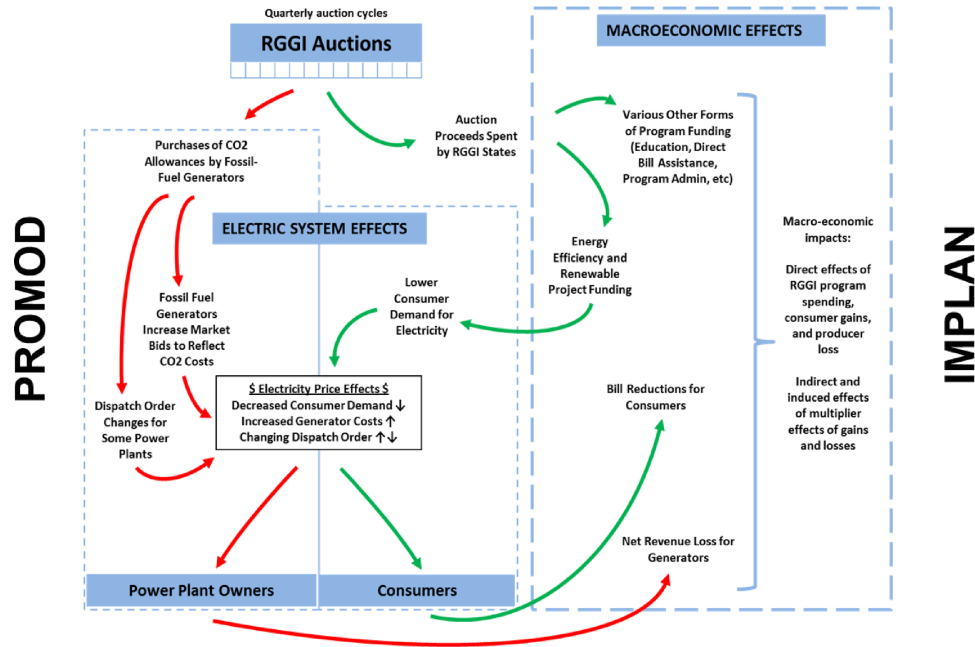 Quarterly auction cycles
RGGI Auctions
MACROECONOMIC EFFECTS
Auction
Proceeds Spent
by RGGI States
Various Other Forms
of Program Funding
(Education, Direct
Bill Assistance,
Program Admin, etc)
Purchases of CO2
Allowances by Fossil-
Fuel Generators
ELECTRIC SYSTEM EFFECTS
Energy
Efficiency and
Renewable
Project Funding
Macro-economic
impacts:
Direct effects of
RGGI program
spending,
consumer gains,
and producer
loss
Indirect and
induced effects
of multiplier
effects of gains
and losses
PROMOD
IMPLAN
Fossil Fuel
Generators
Increase Market
Bids to Reflect
CO2 Costs
Lower
Consumer
Demand for
Electricity
$ Electricity Price Effects $
Decreased Consumer Demand ↓
Increased Generator Costs ↑
Changing Dispatch Order ↑↓
Dispatch Order
Changes for
Some Power
Plants
Bill Reductions for
Consumers
Net Revenue Loss for
Generators
Power Plant Owners
Consumers